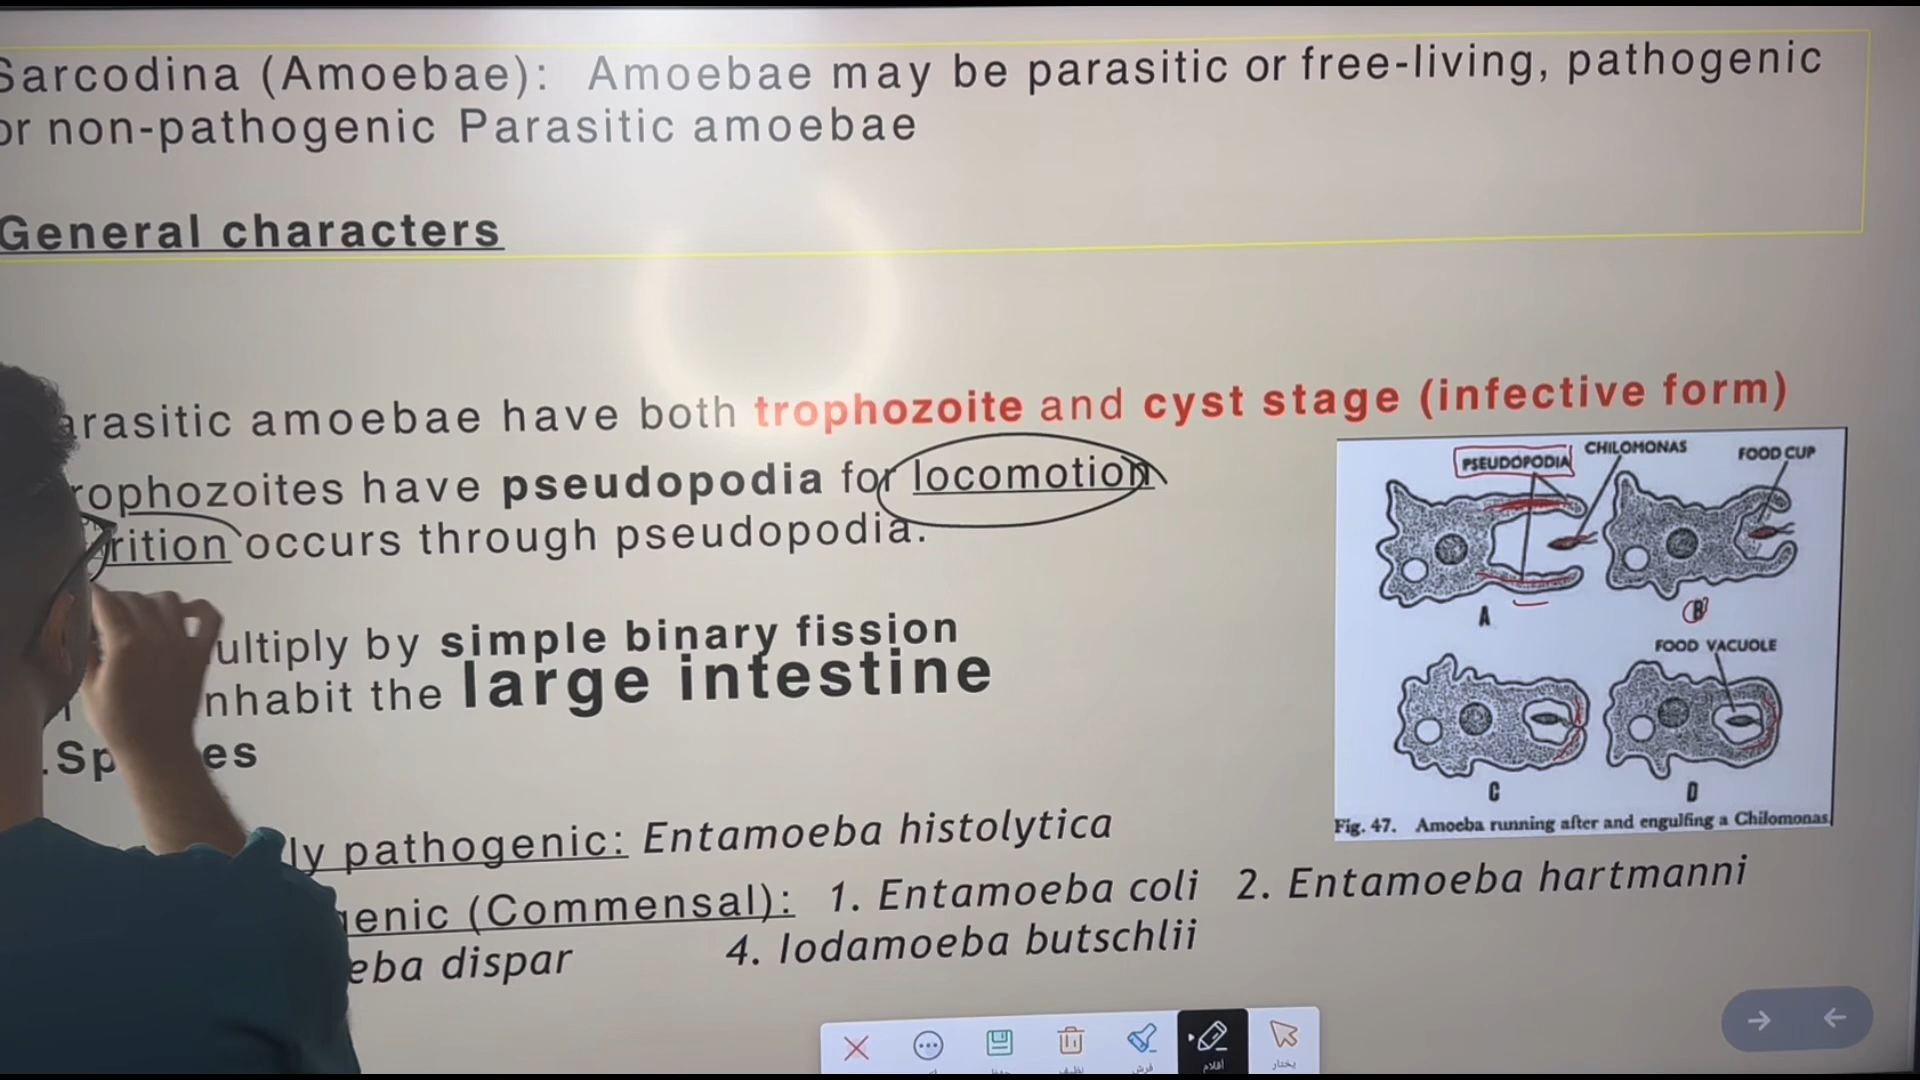 Sarcodina (Amoebae): Amoebae may be parasitic or free-living, pathogenic
or non-pathogenic Parasitic amoebae
General characters
arasitic amoebae have both trophozoite and cyst stage (infective form)
rophozoites have pseudopodia for locomotion
rition occurs through pseudopodia.
ultiply by simple binary fission
nhabit the large intestine
.Sp es
ly pathogenic: Entamoeba histolytica
genic (Commensal): 1. Entamoeba coli 2. Entamoeba hartmanni
eba dispar 4. Iodamoeba butschlii
PSEUDOPODIA CHILOMONAS FOOD CUP
A B
FOOD VACUOLE
C D
Fig. 47. Amoeba running after and engulfing a Chilomonas
فرش أقلام يختار